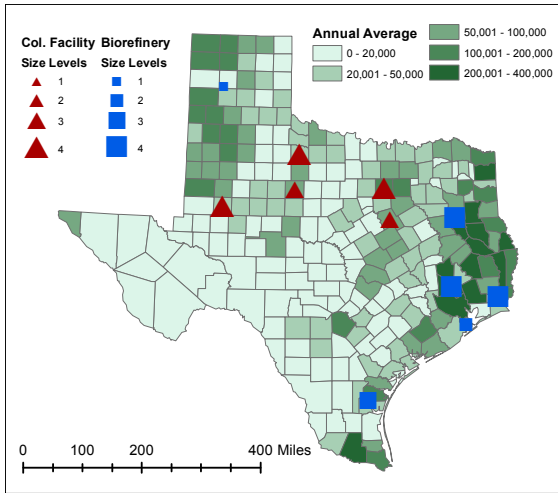 Col. Facility Biorefinery
Size Levels Size Levels
1 1
2 2
3 3
4 4
Annual Average
0 - 20,000
20,001 - 50,000
50,001 - 100,000
100,001 - 200,000
200,001 - 400,000
0 100 200 400 Miles